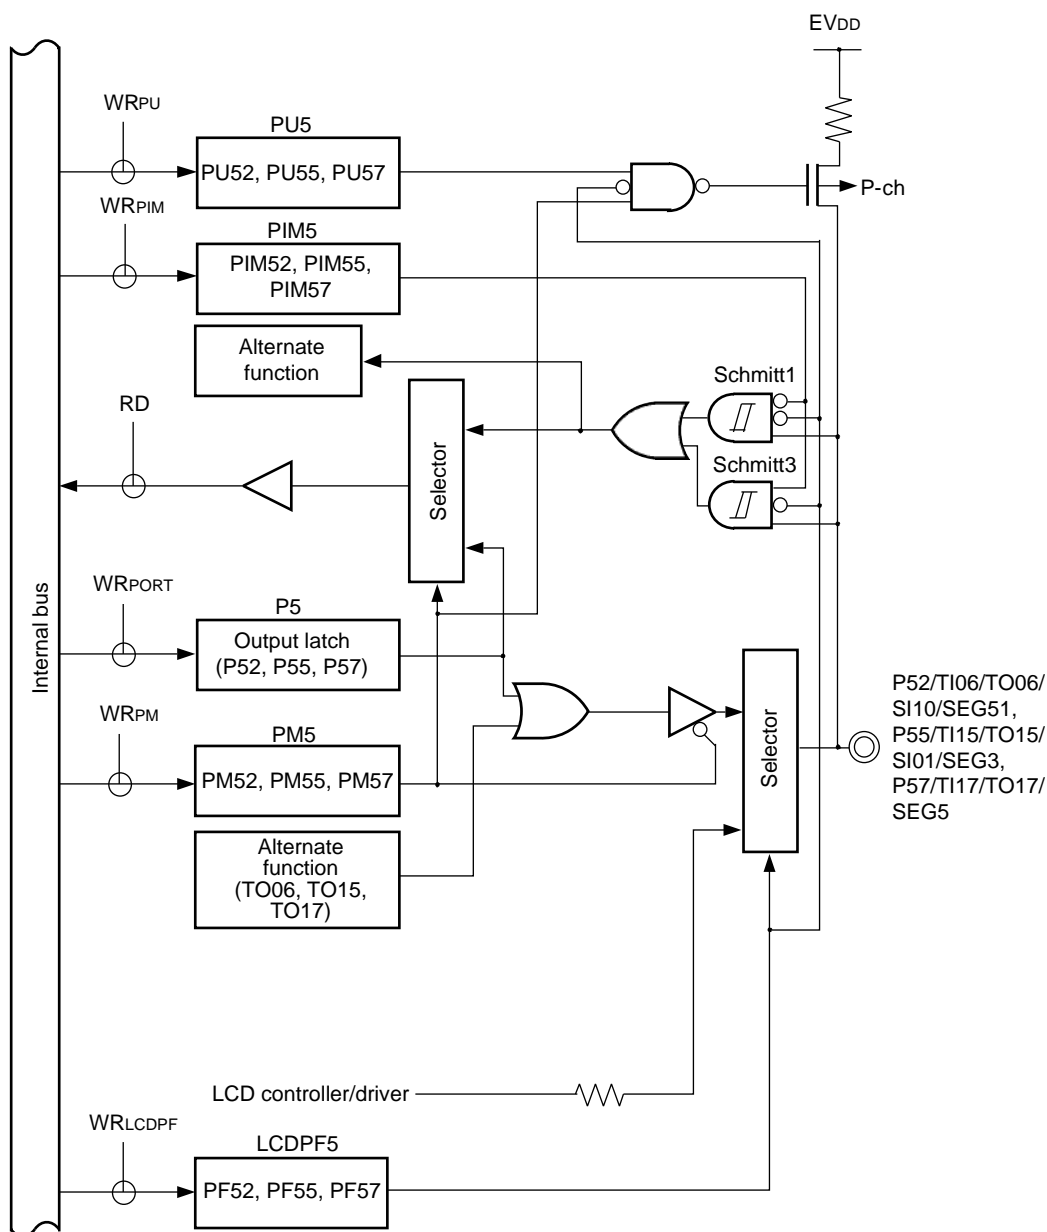 EVDD
WRPU
PU5
PU52, PU55, PU57
P-ch
WRPIM
PIM5
PIM52, PIM55,
PIM57
Alternate
function
Schmitt1
RD
Selector
Schmitt3
Internal bus
WRPORT
P5
Output latch
(P52, P55, P57)
WRPM
PM5
PM52, PM55, PM57
Selector
P52/TI06/TO06/
SI10/SEG51,
P55/TI15/TO15/
SI01/SEG3,
P57/TI17/TO17/
SEG5
Alternate
function
(TO06, TO15,
TO17)
LCD controller/driver
WRLCDPF
LCDPF5
PF52, PF55, PF57